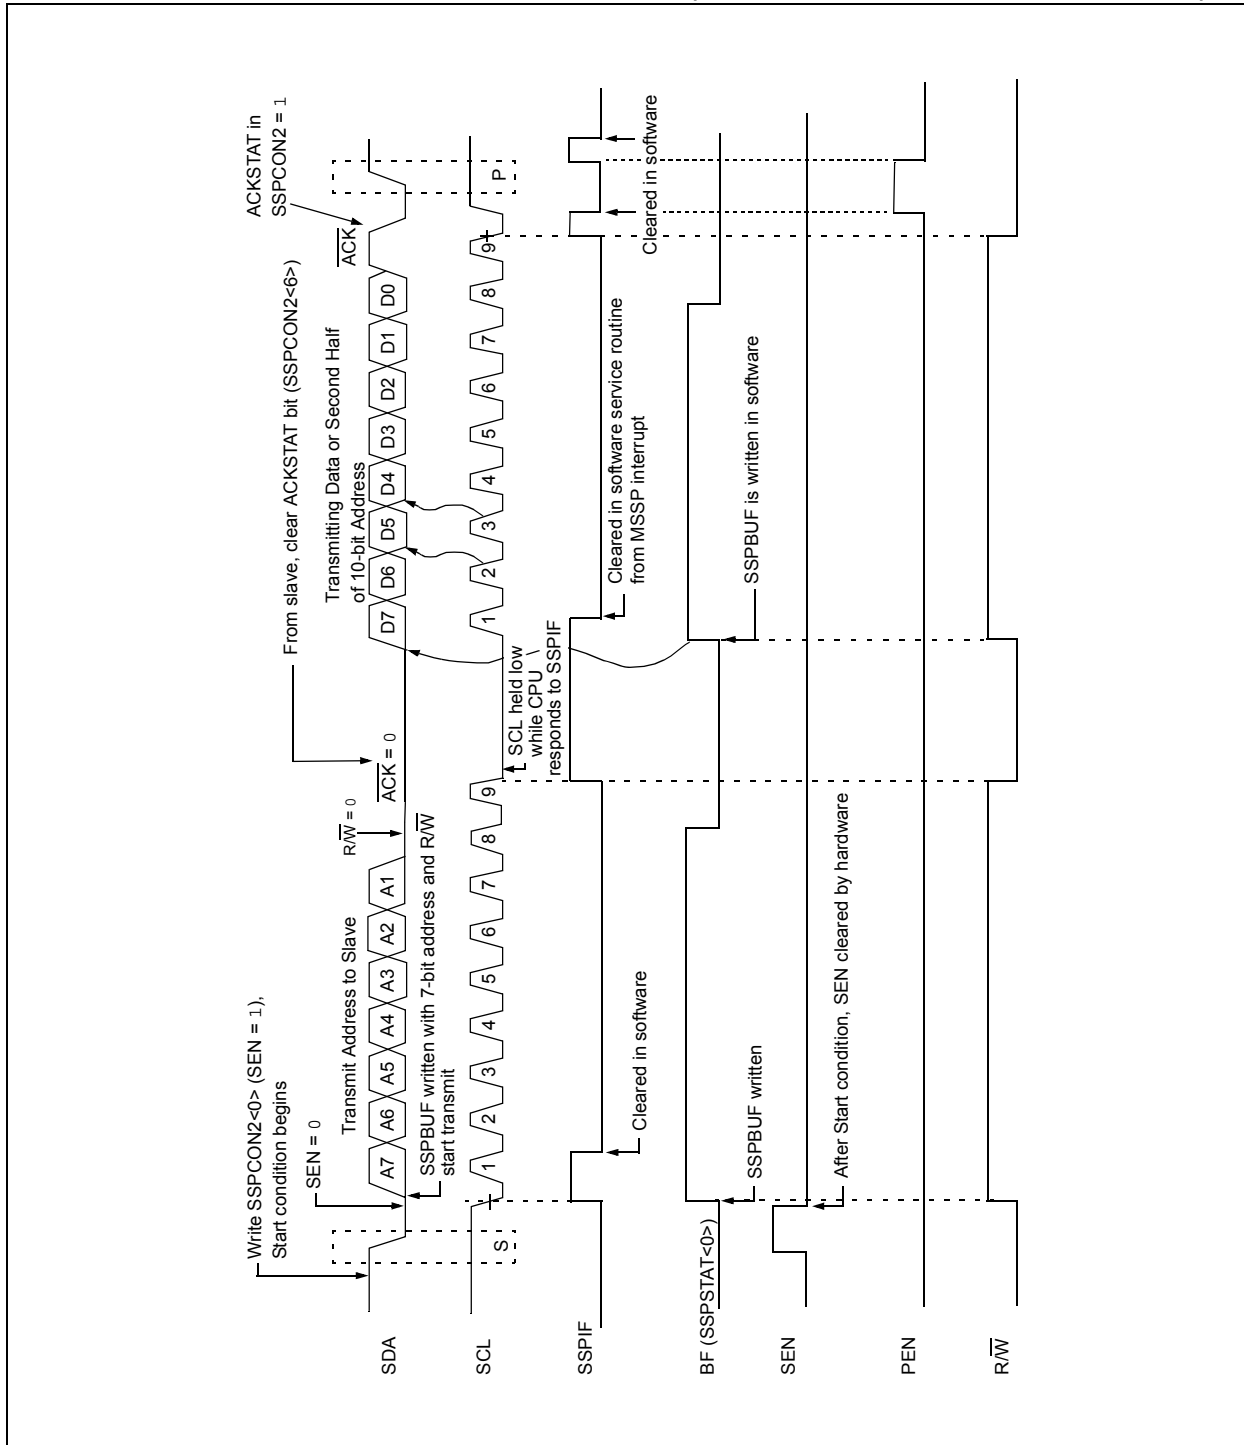 Write SSPCON2<0> (SEN = 1),
Start condition begins
SEN = 0
From slave, clear ACKSTAT bit (SSPCON2<6>)
ACKSTAT in
SSPCON2 = 1
Transmit Address to Slave
R/W = 0
ACK = 0
Transmitting Data or Second Half
of 10-bit Address
ACK
SDA
A7 A6 A5 A4 A3 A2 A1
D7 D6 D5 D4 D3 D2 D1 D0
SSPBUF written with 7-bit address and R/W
start transmit
SCL
S
1 2 3 4 5 6 7 8 9
1 2 3 4 5 6 7 8 9
P
SCL held low
while CPU
responds to SSPIF
SSPIF
Cleared in software
Cleared in software service routine
from MSSP interrupt
Cleared in software
Cleared in software
BF (SSPSTAT<0>)
SSPBUF written
SSPBUF is written in software
SEN
After Start condition, SEN cleared by hardware
PEN
R/W